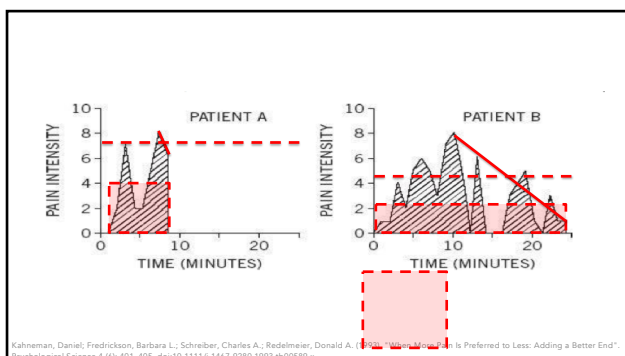 PATIENT A
PATIENT B
PAIN INTENSITY
10
8
6
4
2
0
0 10 20
TIME (MINUTES)
PAIN INTENSITY
10
8
6
4
2
0
0 10 20
TIME (MINUTES)
Kahneman, Daniel; Fredrickson, Barbara L.; Schreiber, Charles A.; Redelmeier, Donald A. (1993). "When More Pain Is Preferred to Less: Adding a Better End".